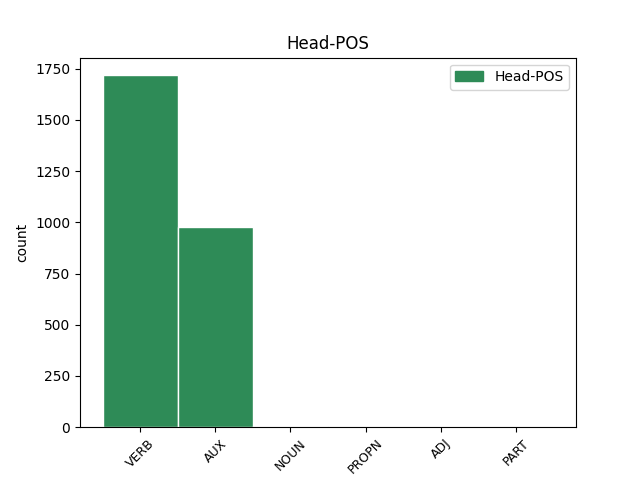 Head-POS
Head-POS
count
1750
1500
1250
1000
750
500
250
0
VERB
AUX
NOUN
PROPN
ADJ
PART